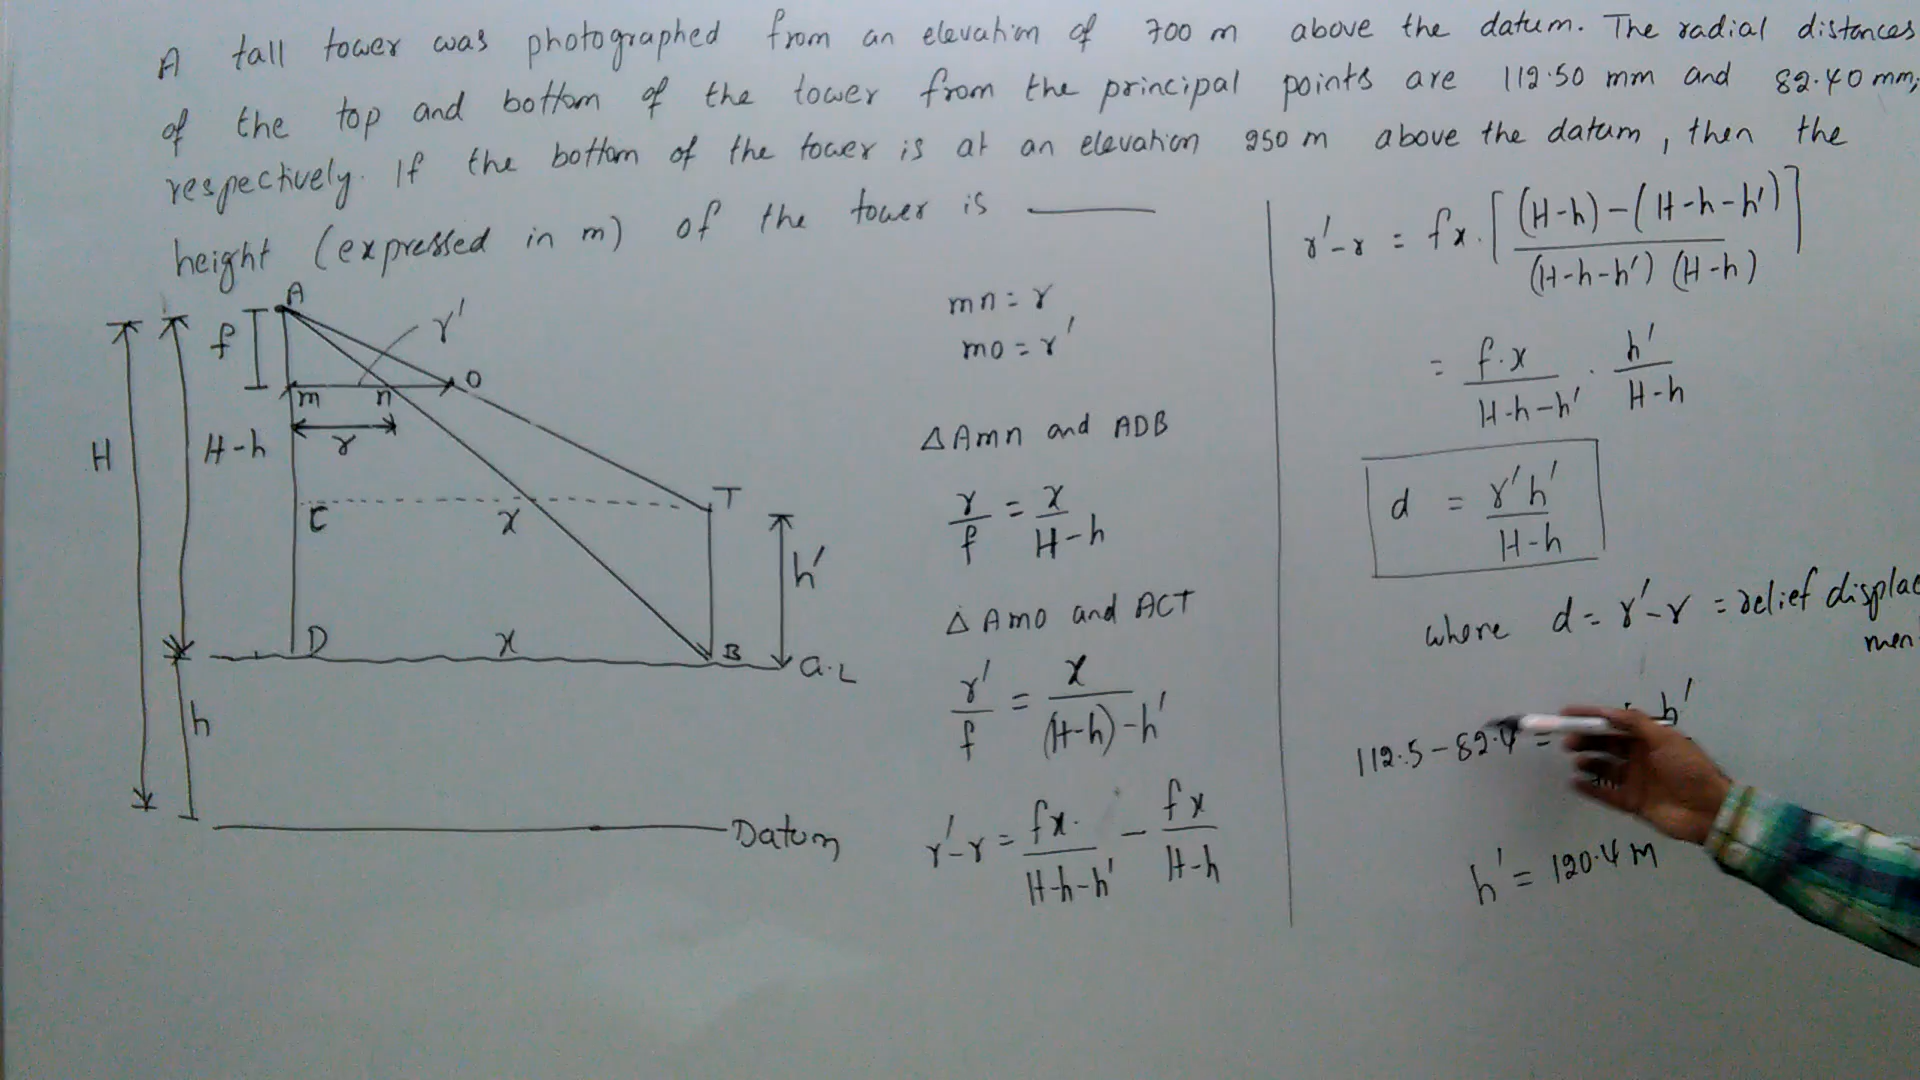 A tall tower was photographed from an elevation of 700 m above the datum. The radial distances
of the top and bottom of the tower from the principal points are 112.50 mm and 82.40 mm,
respectively. If the bottom of the tower is at an elevation 250 m above the datum, then the
height (expressed in m) of the tower is ______
A
f
r'
m n O
r
H
H-h
C x T
h'
D x B G.L
h
Datum
mn = r
mo = r'
△ Amn and ADB
r/f = x/(H-h)
△ Amo and ACT
r'/f = x/((H-h)-h')
r'-r = fx/(H-h-h') - fx/(H-h)
r'-r = fx. [((H-h)-(H-h-h'))/((H-h-h')(H-h))]
= f.x/(H-h-h') . h'/(H-h)
d = r'h'/(H-h)
where d = r'-r = relief displac
men
112.5-82.4 = h'
h' = 120.4 m